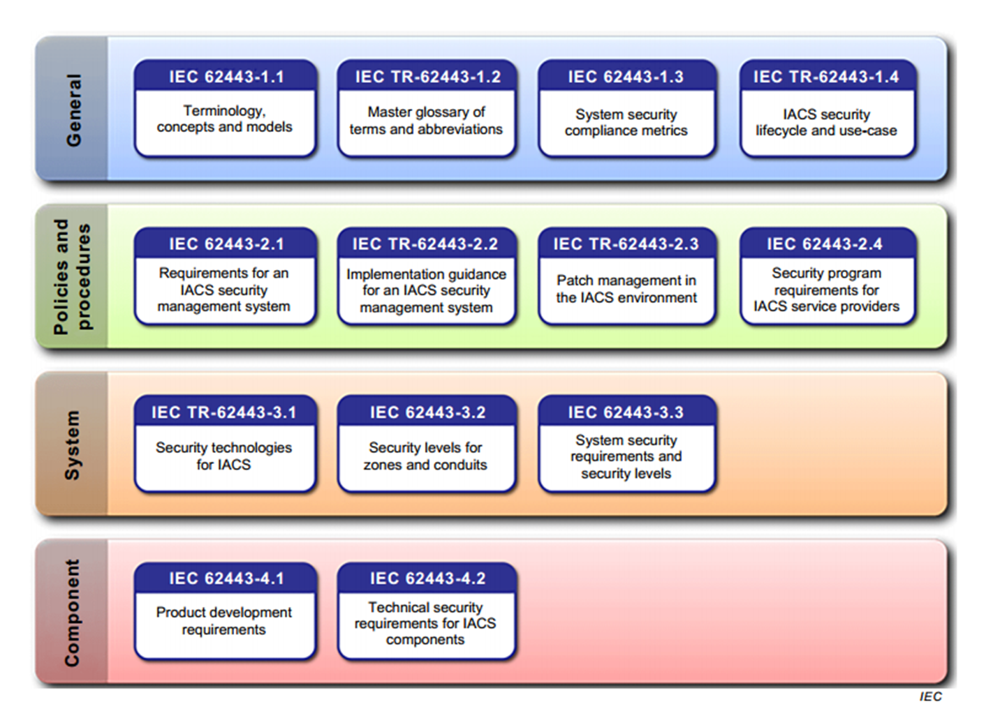 General
IEC 62443-1.1
Terminology,
concepts and models
IEC TR-62443-1.2
Master glossary of
terms and abbreviations
IEC 62443-1.3
System security
compliance metrics
IEC TR-62443-1.4
IACS security
lifecycle and use-case
Policies and
procedures
IEC 62443-2.1
Requirements for an
IACS security
management system
IEC TR-62443-2.2
Implementation guidance
for an IACS security
management system
IEC TR-62443-2.3
Patch management in
the IACS environment
IEC 62443-2.4
Security program
requirements for
IACS service providers
System
IEC TR-62443-3.1
Security technologies
for IACS
IEC 62443-3.2
Security levels for
zones and conduits
IEC 62443-3.3
System security
requirements and
security levels
Component
IEC 62443-4.1
Product development
requirements
IEC 62443-4.2
Technical security
requirements for IACS
components
IEC